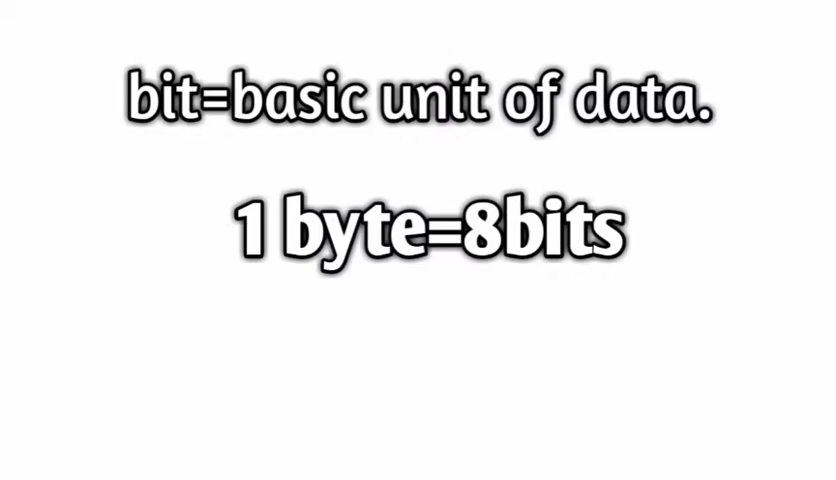 bit=basic unit of data.
1 byte=8bits